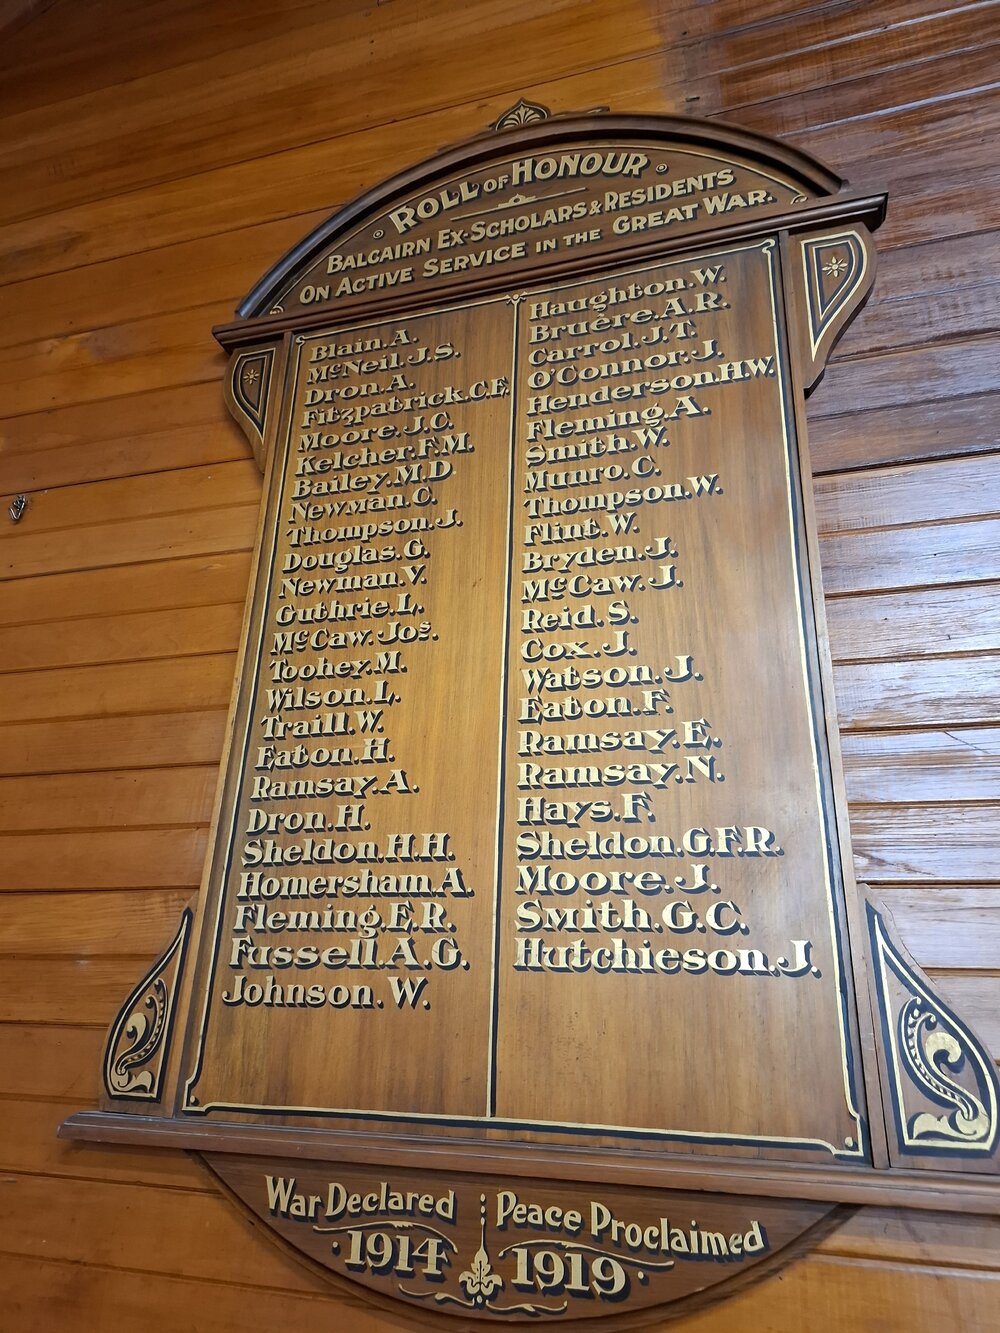 ROLL OF HONOUR
BALCAIRN EX-SCHOLARS & RESIDENTS
ON ACTIVE SERVICE IN THE GREAT WAR.
Blain. A.
McNeil. J. S.
Dron. A.
Fitzpatrick. C.F.
Moore. J. C.
Kelcher. F. M.
Bailey. M. D
Newman. C.
Thompson. J.
Douglas. G.
Newman. V.
Guthrie. L.
McCaw. Jos.
Toohey. M.
Wilson. L.
Traill. W.
Eaton. H.
Ramsay. A.
Dron. H.
Sheldon. H. H.
Homersham. A.
Fleming. E. R.
Fussell. A. G.
Johnson. W.
Haughton. W.
Bruère. A. R.
Carrol. J. T.
O'Connor. J.
Henderson. H.W.
Fleming. A.
Smith. W.
Munro. C.
Thompson. W.
Flint. W.
Bryden. J.
McCaw. J.
Reid. S.
Cox. J.
Watson. J.
Eaton. F.
Ramsay. E.
Ramsay. N.
Hays. F.
Sheldon. G. F. R.
Moore. J.
Smith. G. C.
Hutchieson. J.
War Declared
1914
Peace Proclaimed
1919